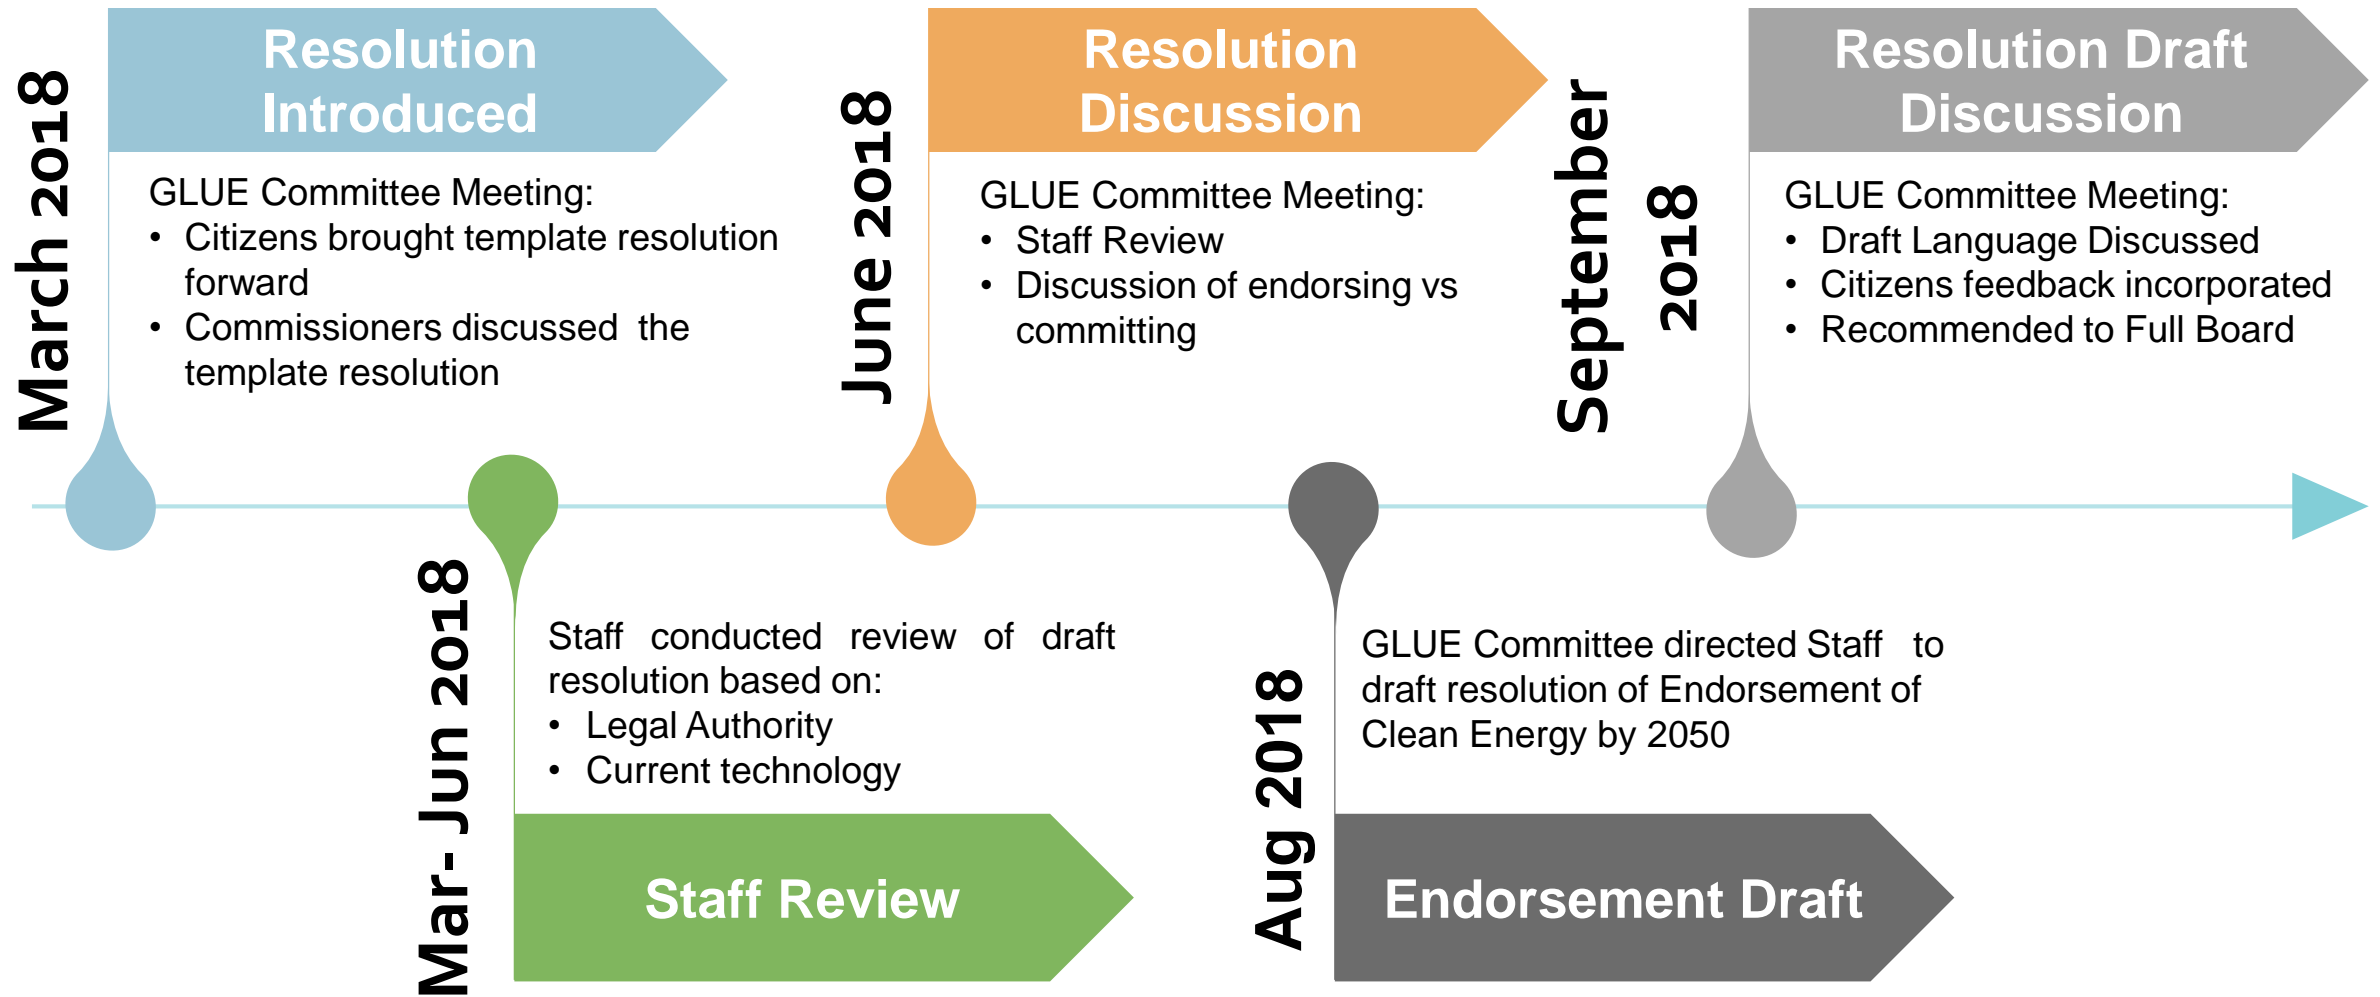 March 2018
Resolution
Introduced
GLUE Committee Meeting:
• Citizens brought template resolution
forward
• Commissioners discussed the
template resolution
Mar- Jun 2018
Staff conducted review of draft
resolution based on:
• Legal Authority
• Current technology
Staff Review
June 2018
Resolution
Discussion
GLUE Committee Meeting:
• Staff Review
• Discussion of endorsing vs
committing
Aug 2018
GLUE Committee directed Staff to
draft resolution of Endorsement of
Clean Energy by 2050
Endorsement Draft
September
2018
Resolution Draft
Discussion
GLUE Committee Meeting:
• Draft Language Discussed
• Citizens feedback incorporated
• Recommended to Full Board